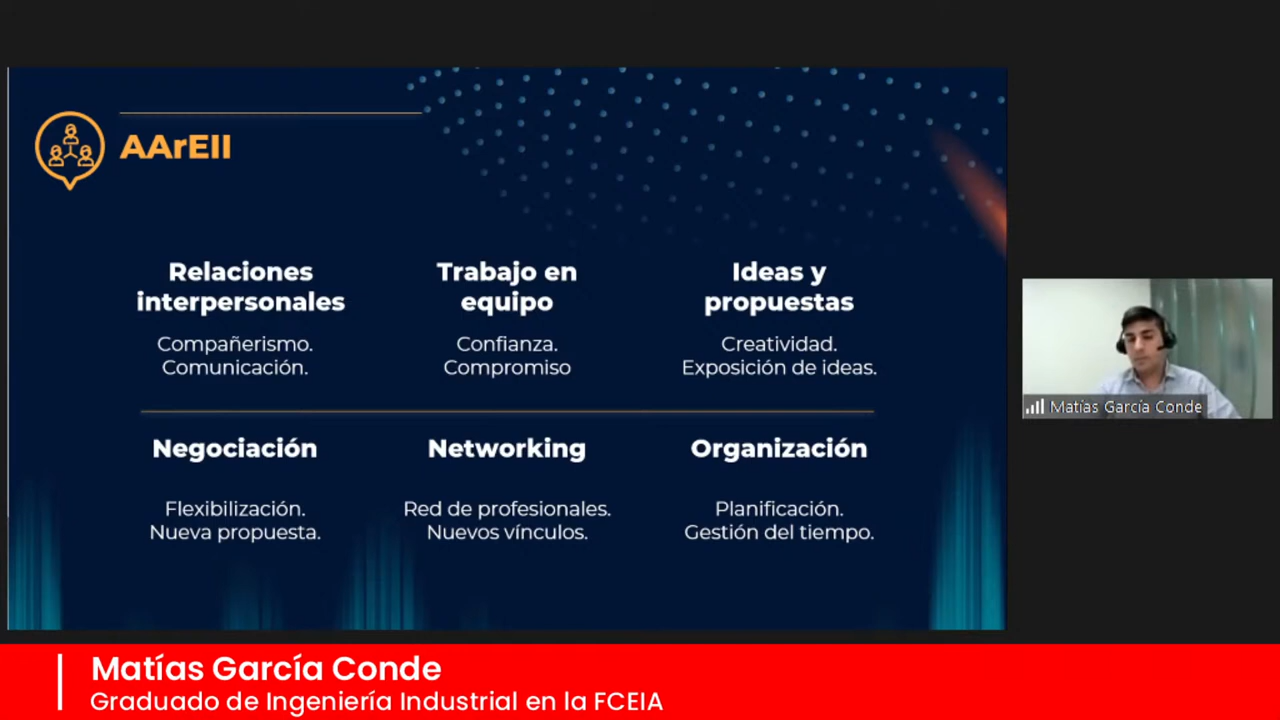 AArEII
Relaciones
interpersonales
Compañerismo.
Comunicación.
Trabajo en
equipo
Confianza.
Compromiso
Ideas y
propuestas
Creatividad.
Exposición de ideas.
Negociación
Flexibilización.
Nueva propuesta.
Networking
Red de profesionales.
Nuevos vínculos.
Organización
Planificación.
Gestión del tiempo.
Matías García Conde
Matías García Conde
Graduado de Ingeniería Industrial en la FCEIA